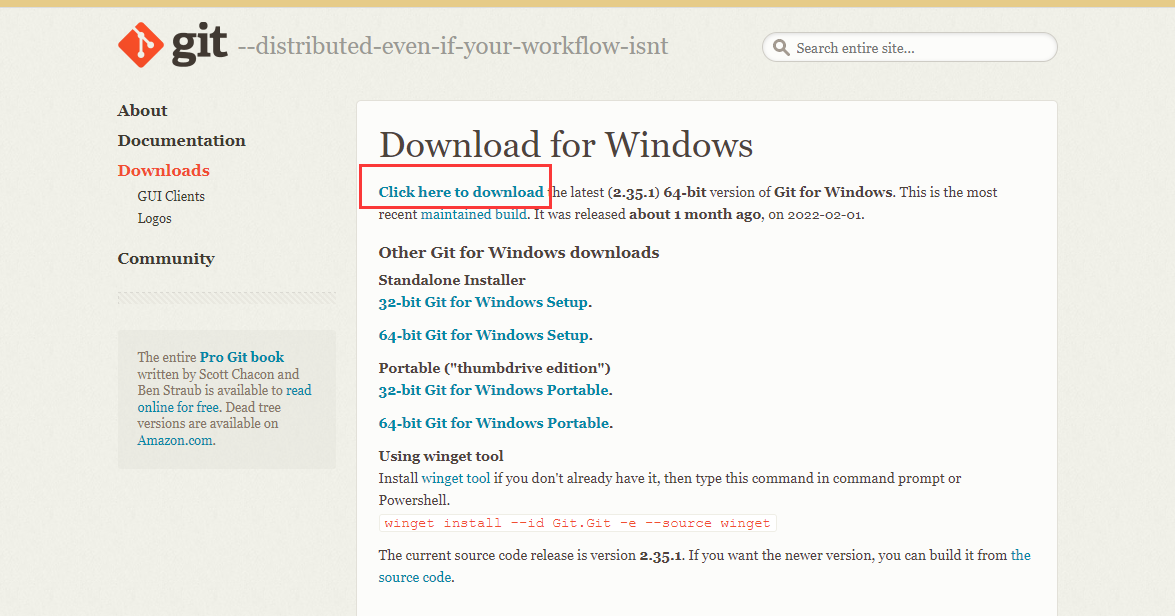 git --distributed-even-if-your-workflow-isnt
Search entire site...
About
Documentation
Downloads
GUI Clients
Logos
Community
The entire Pro Git book
written by Scott Chacon and
Ben Straub is available to read
online for free. Dead tree
versions are available on
Amazon.com.
Download for Windows
Click here to download the latest (2.35.1) 64-bit version of Git for Windows. This is the most
recent maintained build. It was released about 1 month ago, on 2022-02-01.
Other Git for Windows downloads
Standalone Installer
32-bit Git for Windows Setup.
64-bit Git for Windows Setup.
Portable ("thumbdrive edition")
32-bit Git for Windows Portable.
64-bit Git for Windows Portable.
Using winget tool
Install winget tool if you don't already have it, then type this command in command prompt or
Powershell.
winget install --id Git.Git -e --source winget
The current source code release is version 2.35.1. If you want the newer version, you can build it from the
source code.